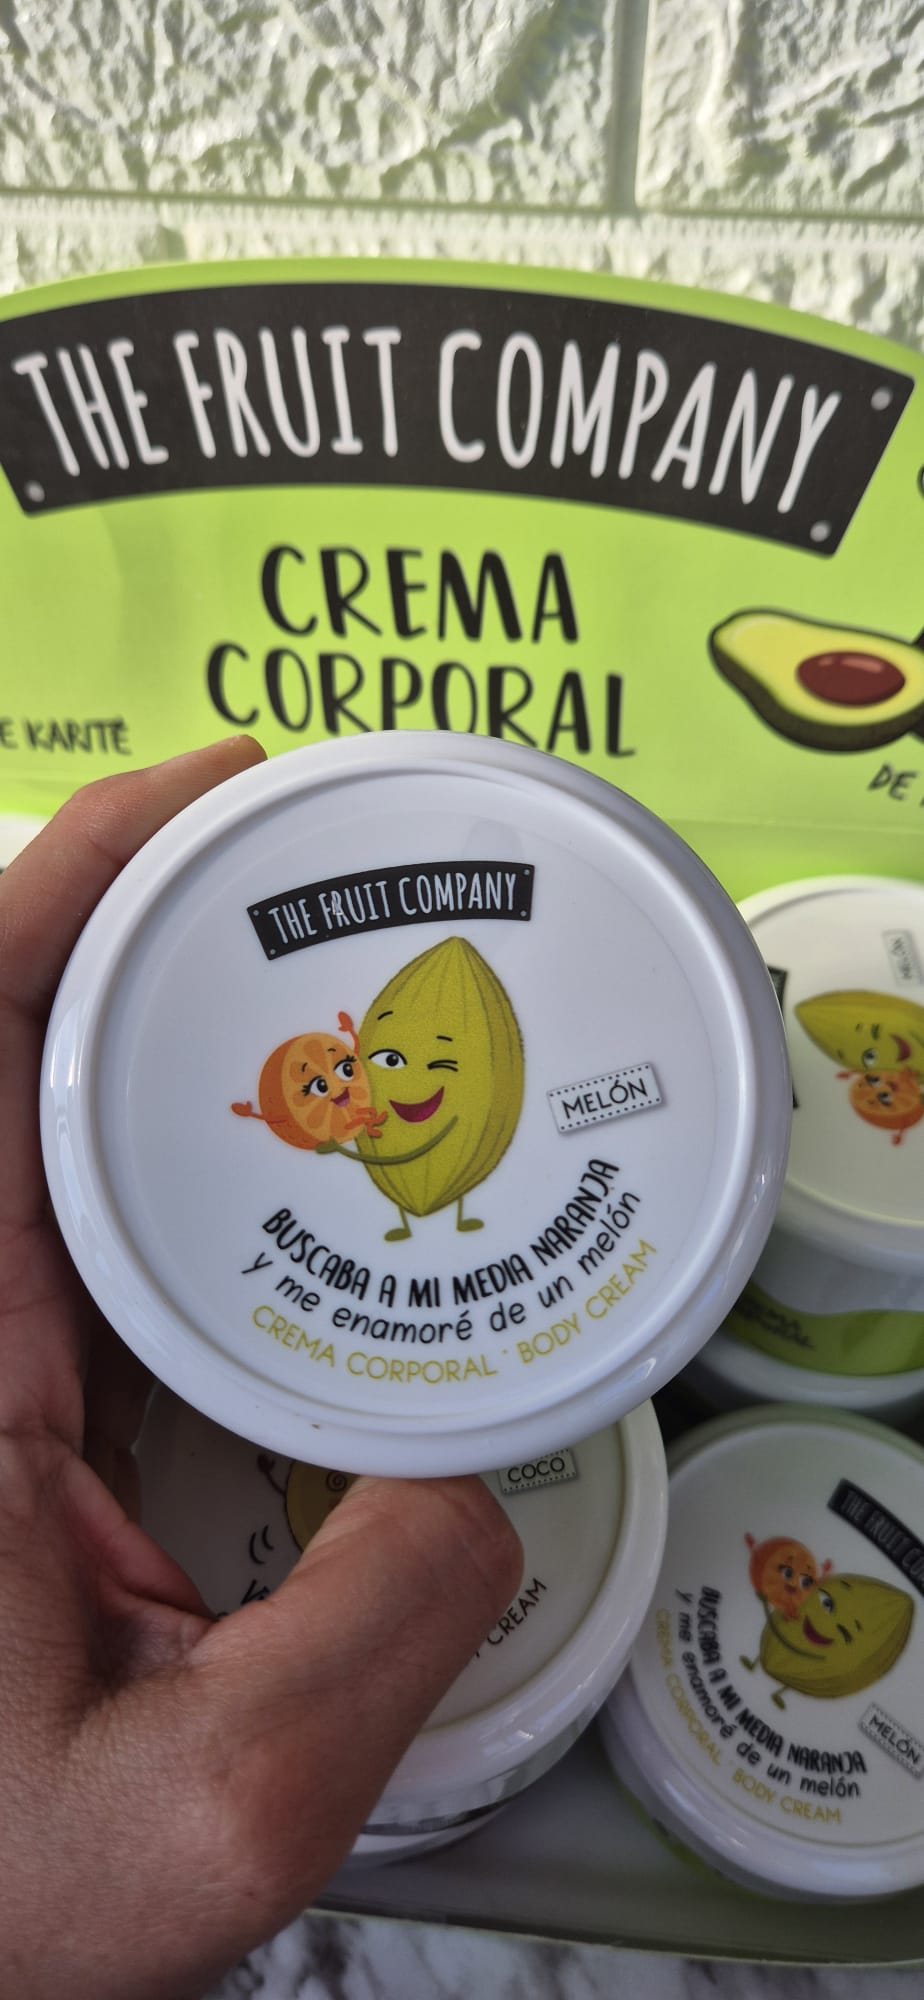 THE FRUIT COMPANY
CREMA
CORPORAL
KARITÉ
DE
THE FRUIT COMPANY
MELÓN
BUSCABA A MI MEDIA NARANJA
y me enamoré de un melón
CREMA CORPORAL · BODY CREAM
MELÓN
COCO
CREAM
THE FRUIT
BUSCABA A MI MEDIA NARANJA
y me enamoré de un melón
CREMA CORPORAL · BODY CREAM
MELÓN